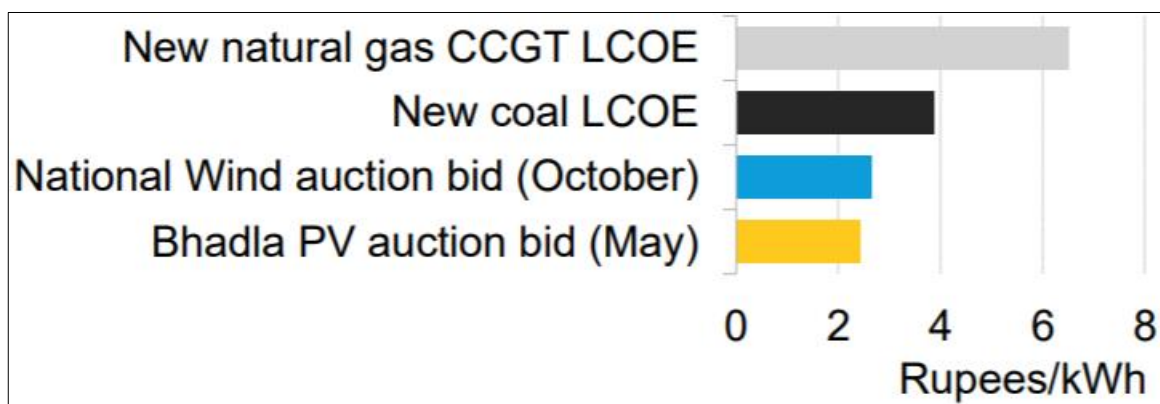 New natural gas CCGT LCOE
New coal LCOE
National Wind auction bid (October)
Bhadla PV auction bid (May)
0 2 4 6 8
Rupees/kWh